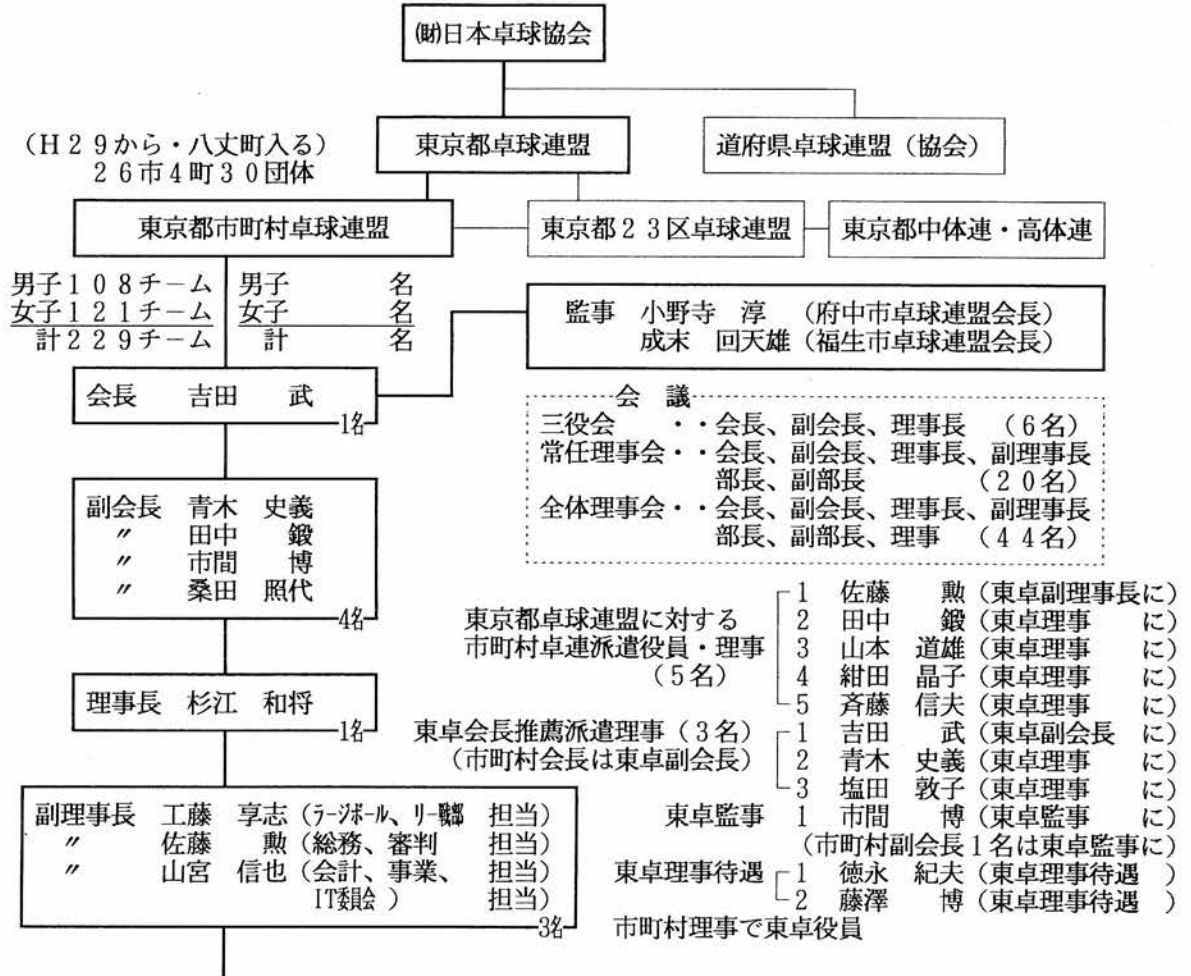 ㈶日本卓球協会
(H29から・八丈町入る)
26市4町30団体
東京都卓球連盟
道府県卓球連盟(協会)
東京都市町村卓球連盟
東京都23区卓球連盟
東京都中体連・高体連
男子108チーム 男子 名
女子121チーム 女子 名
計229チーム 計 名
監事 小野寺 淳 (府中市卓球連盟会長)
成末 回天雄(福生市卓球連盟会長)
会長 吉田 武
1名
会 議
三役会 ・・会長、副会長、理事長 (6名)
常任理事会・・会長、副会長、理事長、副理事長
部長、副部長 (20名)
全体理事会・・会長、副会長、理事長、副理事長
部長、副部長、理事 (44名)
副会長 青木 史義
〃 田中 鍛
〃 市間 博
〃 桑田 照代
4名
東京都卓球連盟に対する
市町村卓連派遣役員・理事
(5名)
1 佐藤 勲(東卓副理事長に)
2 田中 鍛(東卓理事 に)
3 山本 道雄(東卓理事 に)
4 紺田 晶子(東卓理事 に)
5 斉藤 信夫(東卓理事 に)
理事長 杉江 和将
1名
東卓会長推薦派遣理事(3名)
(市町村会長は東卓副会長)
1 吉田 武(東卓副会長 に)
2 青木 史義(東卓理事 に)
3 塩田 敦子(東卓理事 に)
東卓監事 1 市間 博(東卓監事 に)
(市町村副会長1名は東卓監事に)
東卓理事待遇
1 徳永 紀夫(東卓理事待遇 )
2 藤澤 博(東卓理事待遇 )
市町村理事で東卓役員
副理事長 工藤 享志(ラージボール、リーグ戦部 担当)
〃 佐藤 勲(総務、審判 担当)
〃 山宮 信也(会計、事業、 担当)
IT委員会 ) 担当)
3名